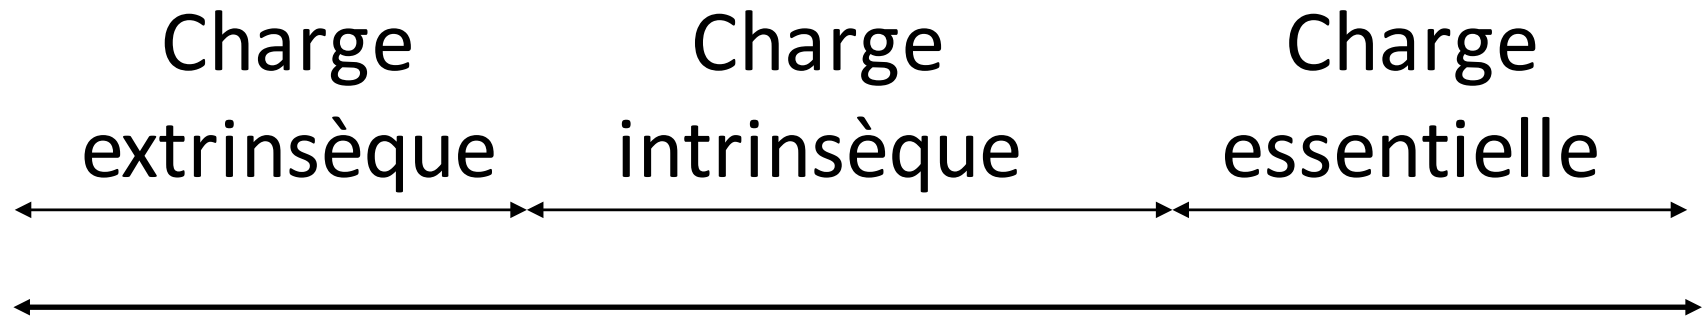 Charge
extrinsèque
Charge
intrinsèque
Charge
essentielle